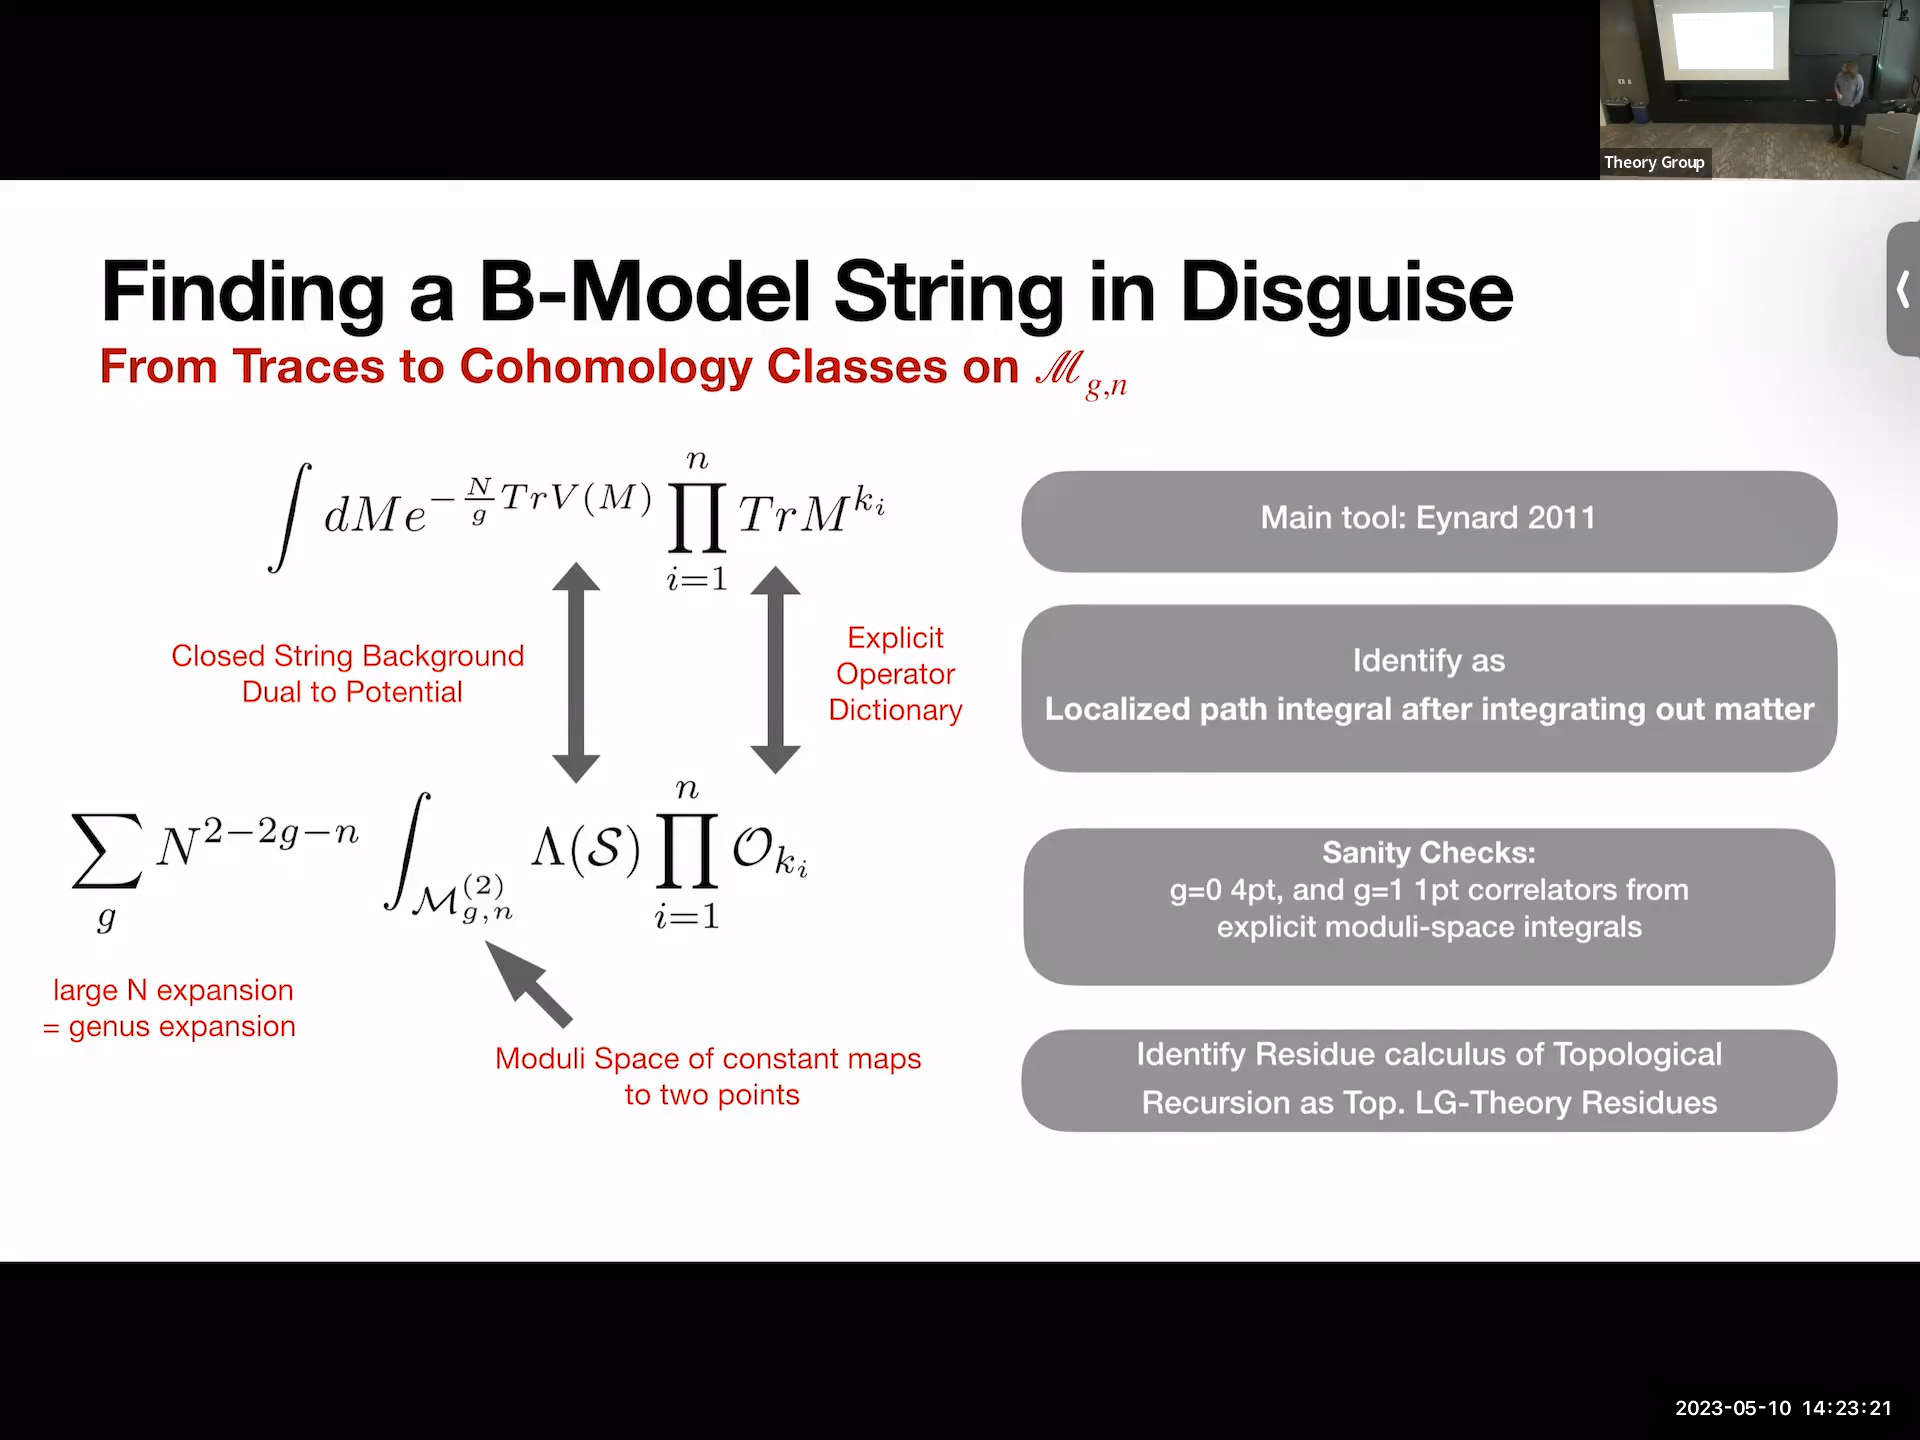 Theory Group
Finding a B-Model String in Disguise
From Traces to Cohomology Classes on ℳ_{g,n}
∫ dMe^{-\frac{N}{g}TrV(M)} ∏_{i=1}^{n} TrM^{k_i}
Closed String Background
Dual to Potential
Explicit
Operator
Dictionary
∑_g N^{2-2g-n} ∫_{ℳ_{g,n}^{(2)}} Λ(𝒮) ∏_{i=1}^{n} 𝒪_{k_i}
large N expansion
= genus expansion
Moduli Space of constant maps
to two points
Main tool: Eynard 2011
Identify as
Localized path integral after integrating out matter
Sanity Checks:
g=0 4pt, and g=1 1pt correlators from
explicit moduli-space integrals
Identify Residue calculus of Topological
Recursion as Top. LG-Theory Residues
2023-05-10 14:23:21